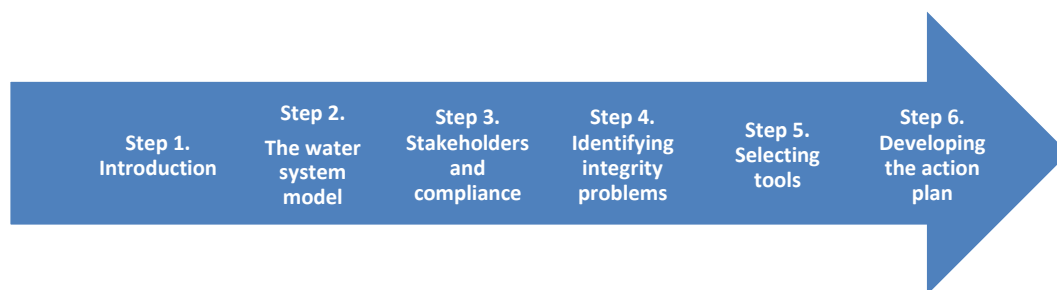 Step 1.
Introduction
Step 2.
The water
system
model
Step 3.
Stakeholders
and
compliance
Step 4.
Identifying
integrity
problems
Step 5.
Selecting
tools
Step 6.
Developing
the action
plan